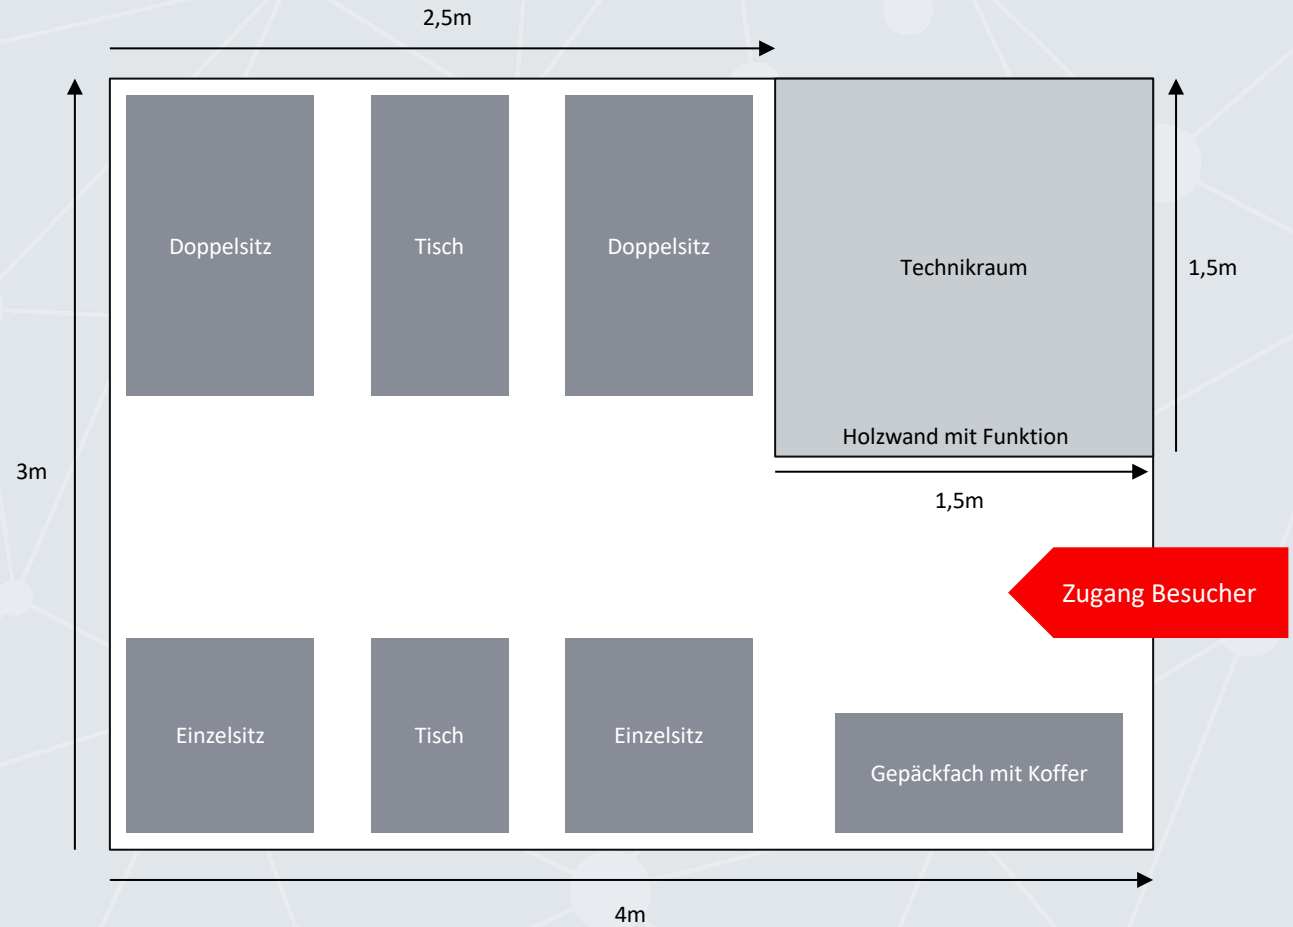 2,5m
Doppelsitz
Tisch
Doppelsitz
Technikraum
1,5m
Holzwand mit Funktion
3m
1,5m
Zugang Besucher
Einzelsitz
Tisch
Einzelsitz
Gepäckfach mit Koffer
4m